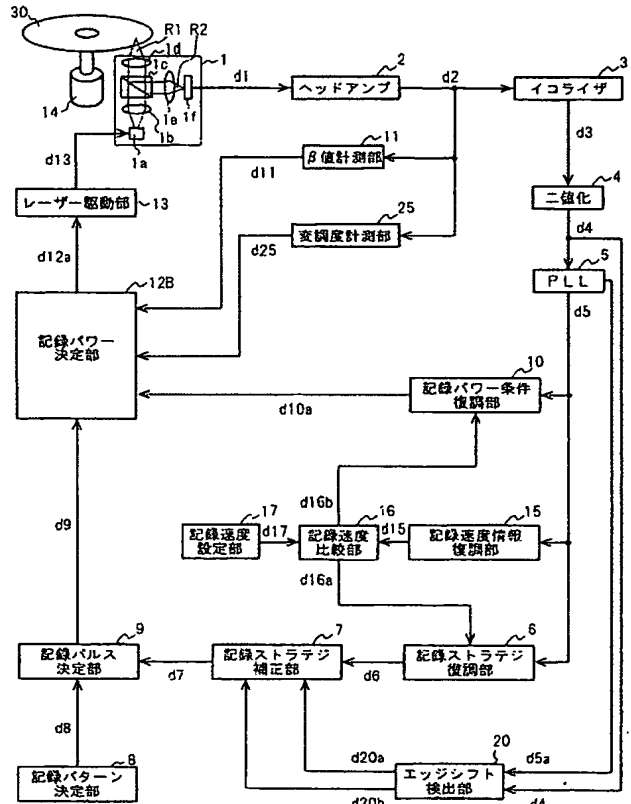 30
R1
1d
R2
1
1c
1e
1f
1b
1a
14
d1
2
ヘッドアンプ
d2
3
イコライザ
d3
4
二値化
d4
5
PLL
d5
11
β値計測部
d11
25
変調度計測部
d25
d13
レーザー駆動部
13
d12a
12B
記録パワー
決定部
10
記録パワー条件
復調部
d10a
d16b
17
記録速度
設定部
d17
16
記録速度
比較部
d15
15
記録速度情報
復調部
d16a
d9
9
記録パルス
決定部
d7
7
記録ストラテジ
補正部
d6
6
記録ストラテジ
復調部
d8
8
記録パターン
決定部
d20a
d20b
20
エッジシフト
検出部
d5a
d4